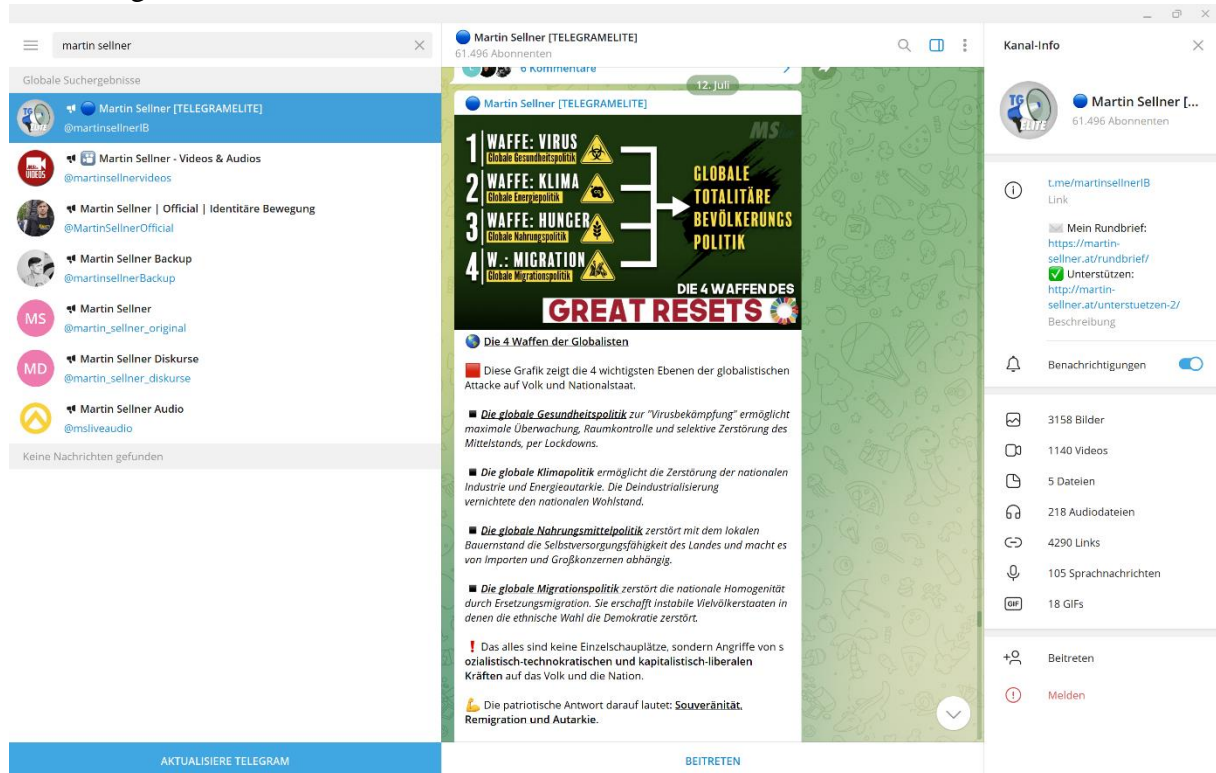 martin sellner
Globale Suchergebnisse
Martin Sellner [TELEGRAMELITE]
@martinsellnerIB
Martin Sellner - Videos & Audios
@martinsellnervideos
Martin Sellner | Official | Identitäre Bewegung
@MartinSellnerOfficial
Martin Sellner Backup
@martinsellnerBackup
MS
Martin Sellner
@martin_sellner_original
MD
Martin Sellner Diskurse
@martin_sellner_diskurse
Martin Sellner Audio
@msliveaudio
Keine Nachrichten gefunden
AKTUALISIERE TELEGRAM
Martin Sellner [TELEGRAMELITE]
61.496 Abonnenten
6 Kommentare
12. Juli
Martin Sellner [TELEGRAMELITE]
MS
1 WAFFE: VIRUS
Globale Gesundheitspolitik
2 WAFFE: KLIMA
Globale Energiepolitik
3 WAFFE: HUNGER
Globale Nahrungspolitik
4 W.: MIGRATION
Globale Migrationspolitik
GLOBALE
TOTALITÄRE
BEVÖLKERUNGS
POLITIK
DIE 4 WAFFEN DES
GREAT RESETS
Die 4 Waffen der Globalisten
Diese Grafik zeigt die 4 wichtigsten Ebenen der globalistischen
Attacke auf Volk und Nationalstaat.
Die globale Gesundheitspolitik zur "Virusbekämpfung" ermöglicht
maximale Überwachung, Raumkontrolle und selektive Zerstörung des
Mittelstands, per Lockdowns.
Die globale Klimapolitik ermöglicht die Zerstörung der nationalen
Industrie und Energieautarkie. Die Deindustrialisierung
vernichtete den nationalen Wohlstand.
Die globale Nahrungsmittelpolitik zerstört mit dem lokalen
Bauernstand die Selbstversorgungsfähigkeit des Landes und macht es
von Importen und Großkonzernen abhängig.
Die globale Migrationspolitik zerstört die nationale Homogenität
durch Ersetzungsmigration. Sie erschafft instabile Vielvölkerstaaten in
denen die ethnische Wahl die Demokratie zerstört.
Das alles sind keine Einzelschauplätze, sondern Angriffe von s
ozialistisch-technokratischen und kapitalistisch-liberalen
Kräften auf das Volk und die Nation.
Die patriotische Antwort darauf lautet: Souveränität,
Remigration und Autarkie.
BEITRETEN
Kanal-Info
TG
ELITE
Martin Sellner [...
61.496 Abonnenten
t.me/martinsellnerIB
Link
Mein Rundbrief:
https://martin-
sellner.at/rundbrief/
Unterstützen:
http://martin-
sellner.at/unterstuetzen-2/
Beschreibung
Benachrichtigungen
3158 Bilder
1140 Videos
5 Dateien
218 Audiodateien
4290 Links
105 Sprachnachrichten
GIF
18 GIFs
Beitreten
Melden